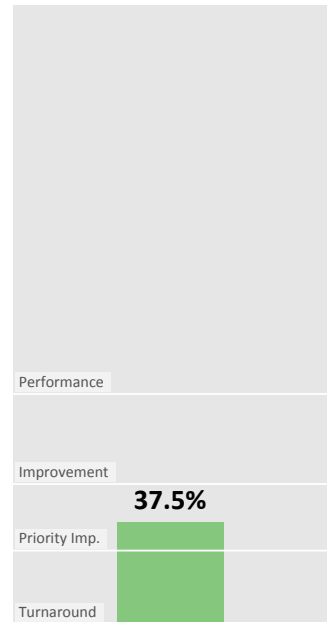 Performance
Improvement
37.5%
Priority Imp.
Turnaround